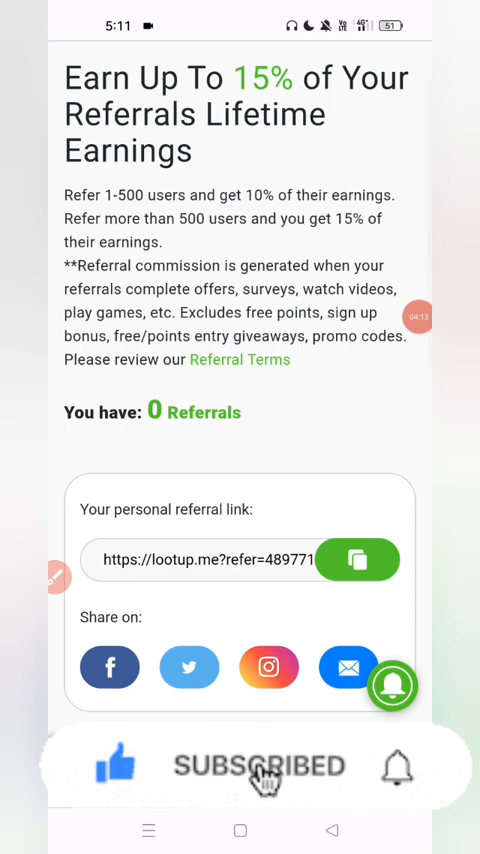 5:11
Vo LTE 4G 51
Earn Up To 15% of Your
Referrals Lifetime
Earnings
Refer 1-500 users and get 10% of their earnings.
Refer more than 500 users and you get 15% of
their earnings.
**Referral commission is generated when your
referrals complete offers, surveys, watch videos,
play games, etc. Excludes free points, sign up
bonus, free/points entry giveaways, promo codes.
04:13
Please review our Referral Terms
You have: 0 Referrals
Your personal referral link:
https://lootup.me?refer=489771
Share on:
SUBSCRIBED